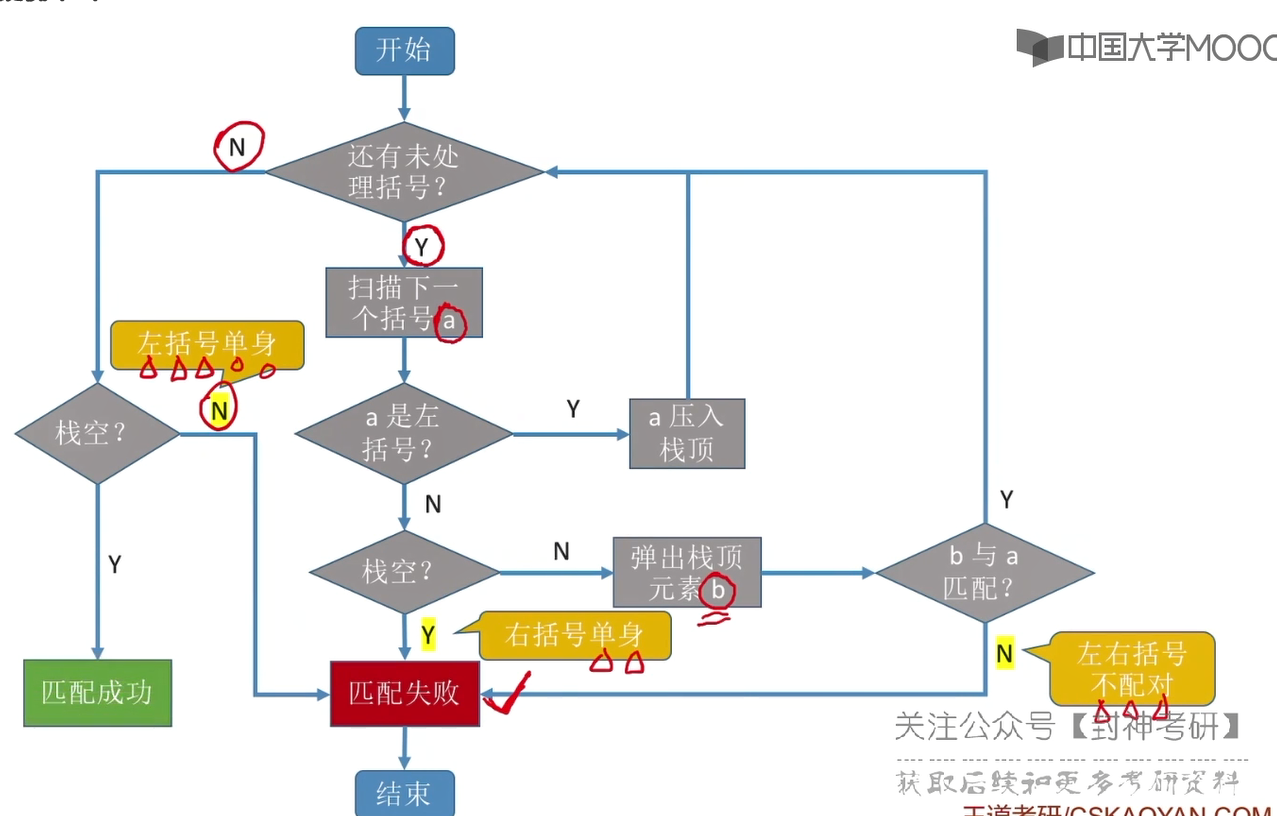 中国大学MOOC
开始
N
还有未处
理括号？
Y
扫描下一
个括号a
左括号单身
N
栈空？
a 是左
括号？
Y
a 压入
栈顶
N
Y
Y
栈空？
N
弹出栈顶
元素 b
b 与 a
匹配？
Y
右括号单身
N
左右括号
不配对
匹配成功
匹配失败
关注公众号【封神考研】
获取后续和更多考研资料
结束
王道考研/CSKAOYAN.COM